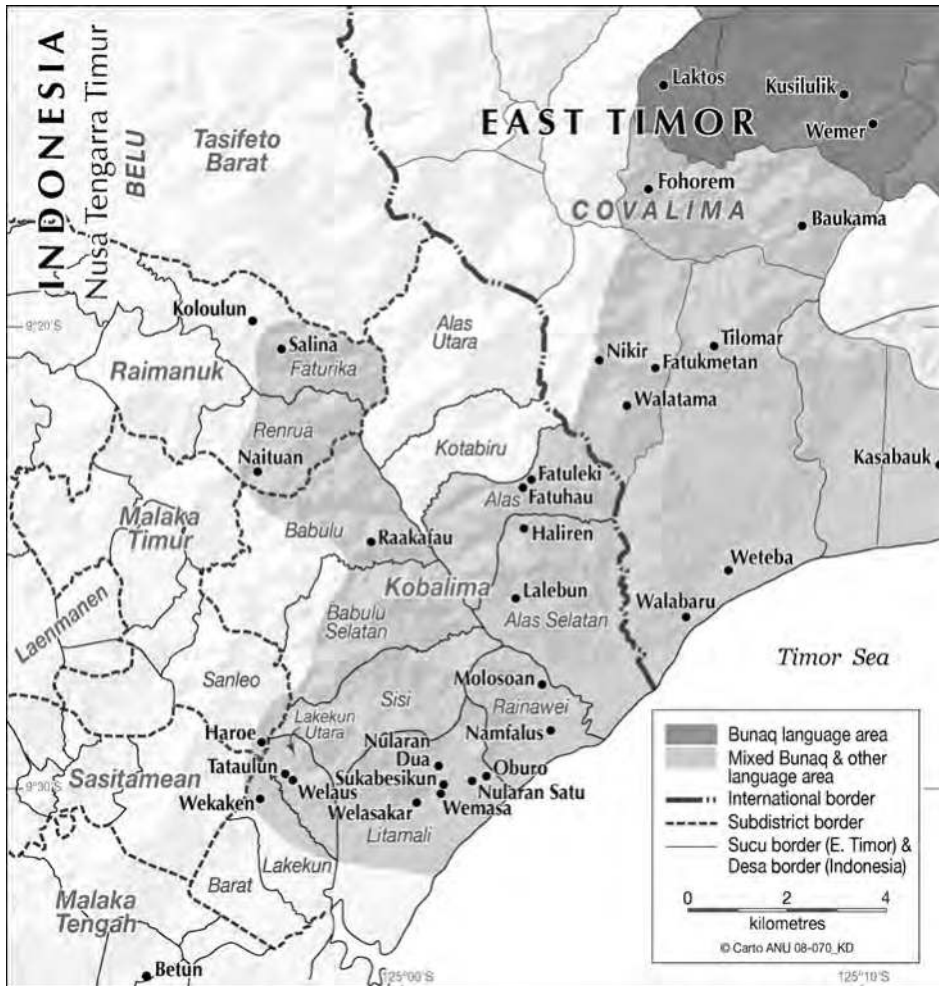 INDONESIA
Nusa Tengarra Timur
BELU
Tasifeto
Barat
EAST TIMOR
Laktos
Kusilulik
Wemer
Fohorem
COVALIMA
Baukama
Koloulun
9°20'S
Salina
Faturika
Alas
Utara
Raimanuk
Nikir
Tilomar
Fatukmetan
Walatama
Renrua
Kotabiru
Naituan
Kasabauk
Fatuleki
Alas
Fatuhau
Malaka
Timur
Babulu
Raakafau
Haliren
Kobalima
Weteba
Laenmanen
Babulu
Selatan
Lalebun
Alas Selatan
Walabaru
Timor Sea
Sanleo
Molosoan
Sisi
Rainawei
Lakekun
Utara
Haroe
Namfalus
Nularan
Dua
Oburo
Tataulun
Sukabesikun
Sasitamean
9°30'S
Welaus
Nularan Satu
Wekaken
Wemasa
Welasakar
Litamali
Lakekun
Barat
Malaka
Tengah
Betun
125°00'S
125°10'S
Bunaq language area
Mixed Bunaq & other
language area
International border
Subdistrict border
Sucu border (E. Timor) &
Desa border (Indonesia)
0 2 4
kilometres
© Carto ANU 08-070_KD